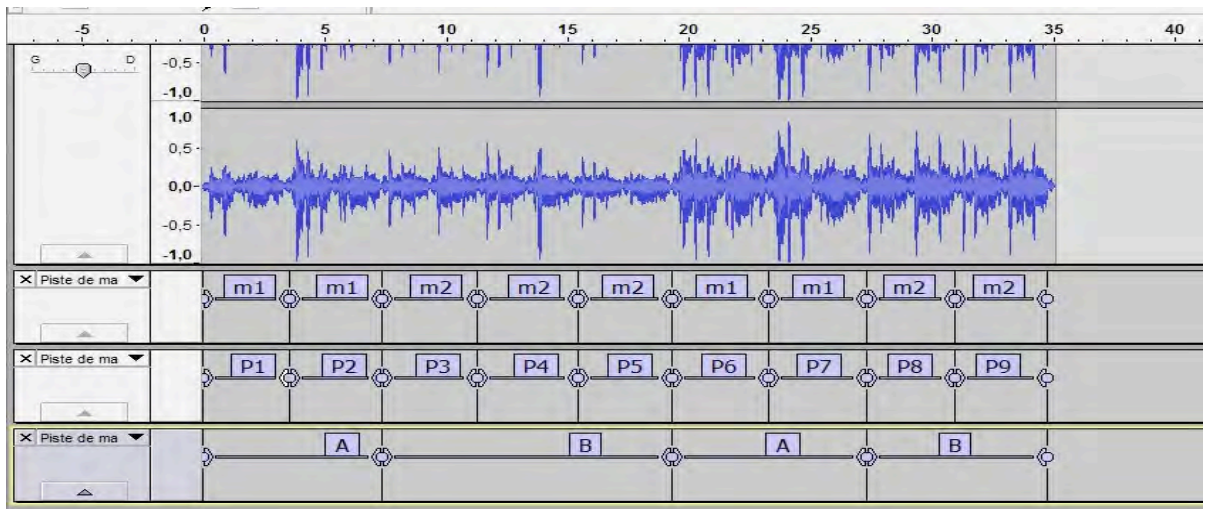 -5 0 5 10 15 20 25 30 35 40
G D
-0,5
-1,0
1,0
0,5
0,0
-0,5
-1,0
Piste de ma m1 m1 m2 m2 m2 m1 m1 m2 m2
Piste de ma P1 P2 P3 P4 P5 P6 P7 P8 P9
Piste de ma A B A B